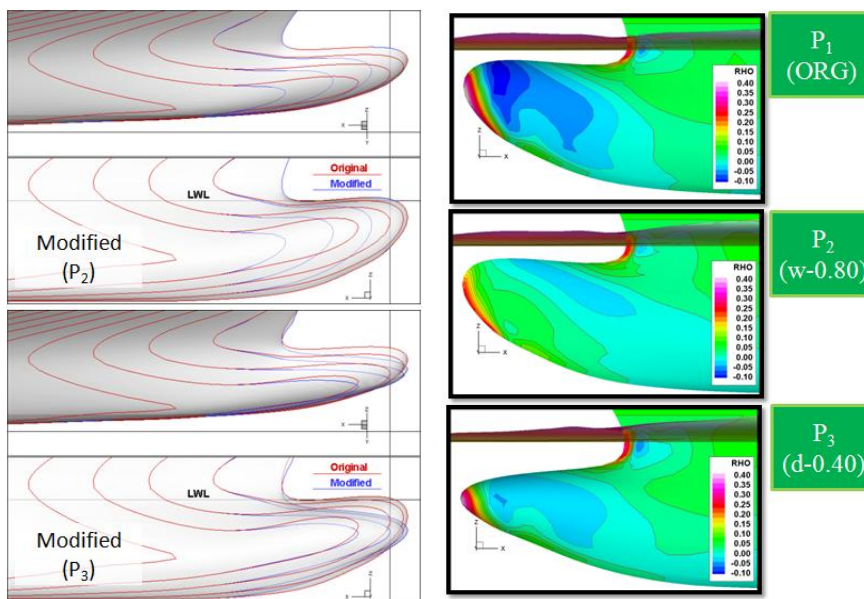 X
Z
Y
Original
Modified
LWL
Modified
(P2)
Z
X
X
Z
Y
Original
Modified
LWL
Modified
(P3)
Z
X
RHO
0.40
0.35
0.30
0.25
0.20
0.15
0.10
0.05
0.00
-0.05
-0.10
Z
X
P1
(ORG)
RHO
0.40
0.35
0.30
0.25
0.20
0.15
0.10
0.05
0.00
-0.05
-0.10
Z
X
P2
(w-0.80)
RHO
0.40
0.35
0.30
0.25
0.20
0.15
0.10
0.05
0.00
-0.05
-0.10
Z
X
P3
(d-0.40)